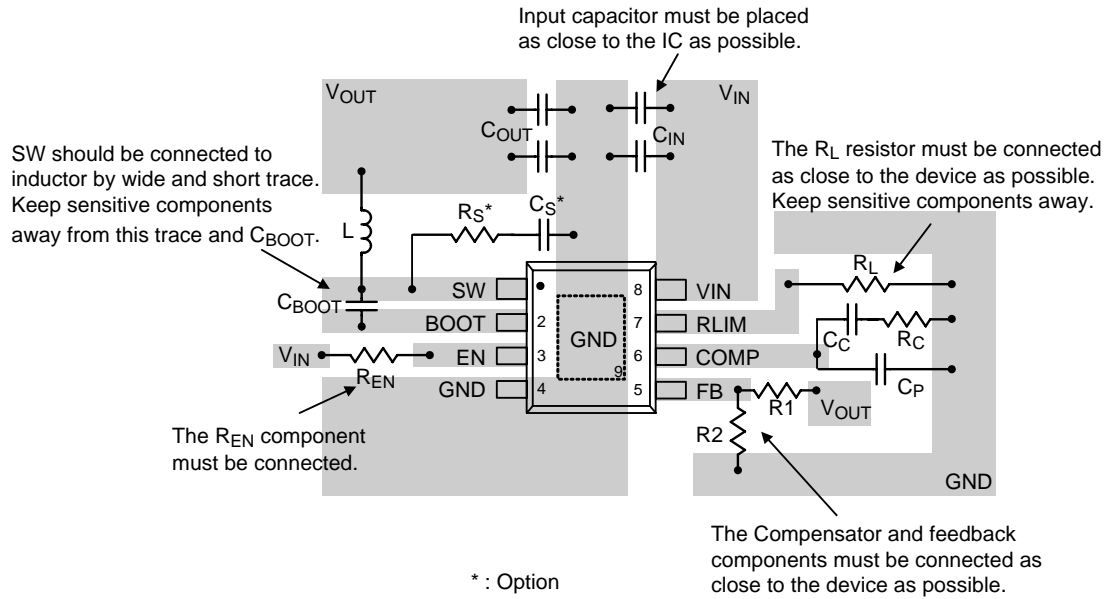 Input capacitor must be placed
as close to the IC as possible.
VOUT
VIN
COUT
CIN
SW should be connected to
inductor by wide and short trace.
Keep sensitive components
away from this trace and CBOOT.
The RL resistor must be connected
as close to the device as possible.
Keep sensitive components away.
L
RS*
CS*
RL
SW
8
VIN
CBOOT
BOOT
2
7
RLIM
CC
RC
GND
VIN
EN
3
6
COMP
REN
9
CP
GND
4
5
FB
R1
VOUT
R2
GND
The REN component
must be connected.
The Compensator and feedback
components must be connected as
close to the device as possible.
* : Option